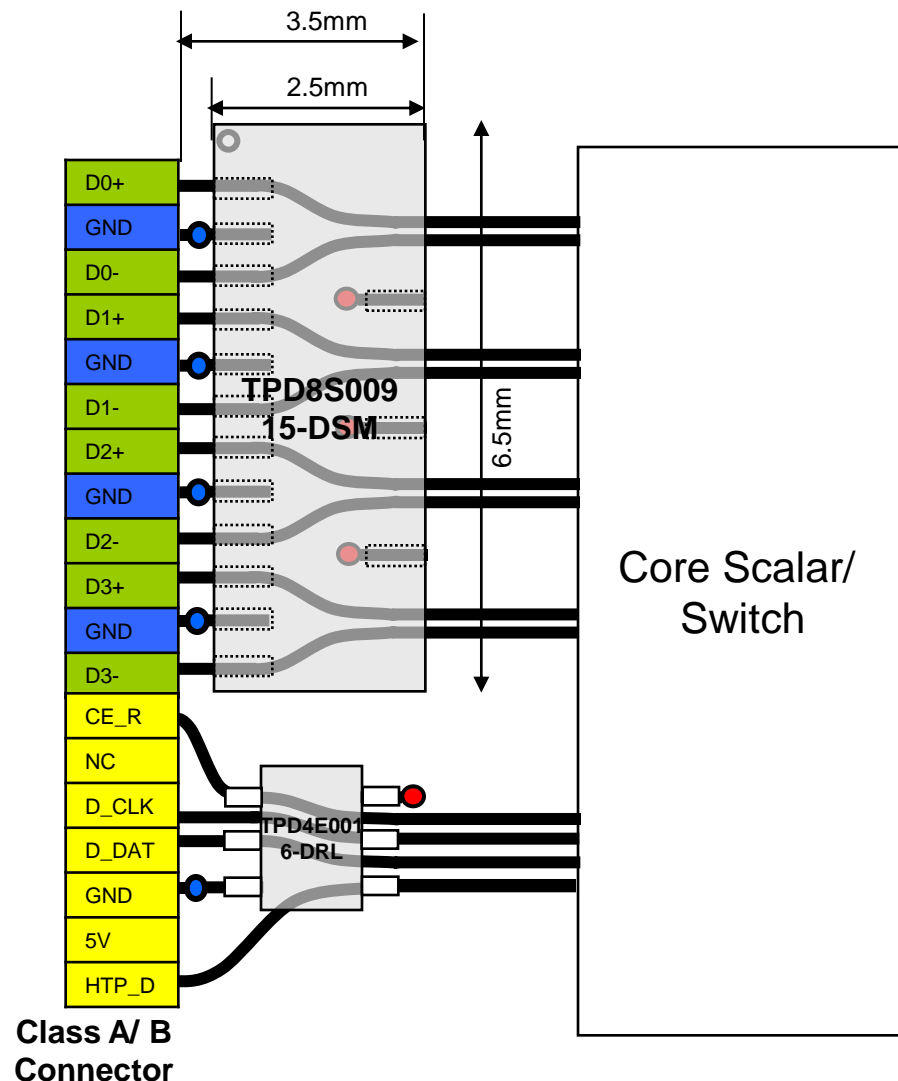 3.5mm
2.5mm
D0+
GND
D0-
D1+
GND
D1-
D2+
GND
D2-
D3+
GND
D3-
CE_R
NC
D_CLK
D_DAT
GND
5V
HTP_D
TPD8S009
15-DSM
6.5mm
TPD4E001
6-DRL
Core Scalar/
Switch
Class A/ B
Connector